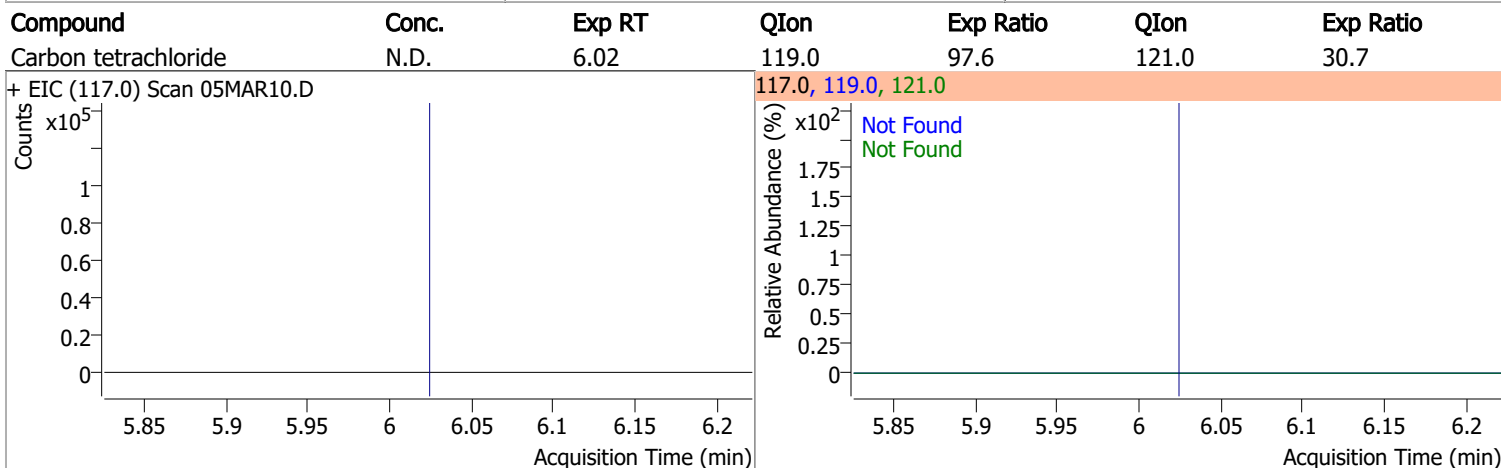 Compound Conc. Exp RT QIon Exp Ratio QIon Exp Ratio
Carbon tetrachloride N.D. 6.02 119.0 97.6 121.0 30.7
+ EIC (117.0) Scan 05MAR10.D
Counts
x10^5
1
0.8
0.6
0.4
0.2
0
5.85 5.9 5.95 6 6.05 6.1 6.15 6.2
Acquisition Time (min)
117.0, 119.0, 121.0
Relative Abundance (%)
x10^2
Not Found
Not Found
1.75
1.5
1.25
1
0.75
0.5
0.25
0
5.85 5.9 5.95 6 6.05 6.1 6.15 6.2
Acquisition Time (min)